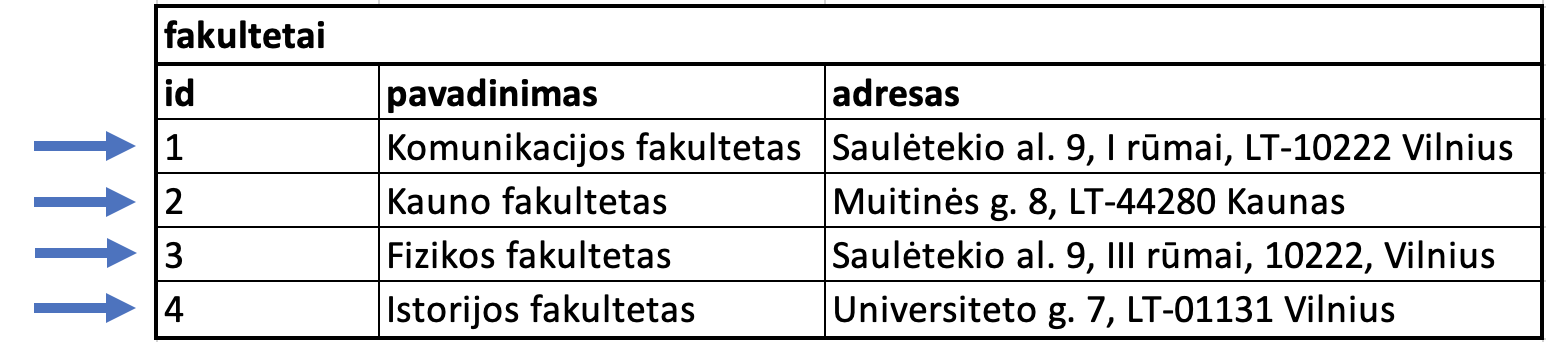 fakultetai
id pavadinimas adresas
1 Komunikacijos fakultetas Saulėtekio al. 9, I rūmai, LT-10222 Vilnius
2 Kauno fakultetas Muitinės g. 8, LT-44280 Kaunas
3 Fizikos fakultetas Saulėtekio al. 9, III rūmai, 10222, Vilnius
4 Istorijos fakultetas Universiteto g. 7, LT-01131 Vilnius